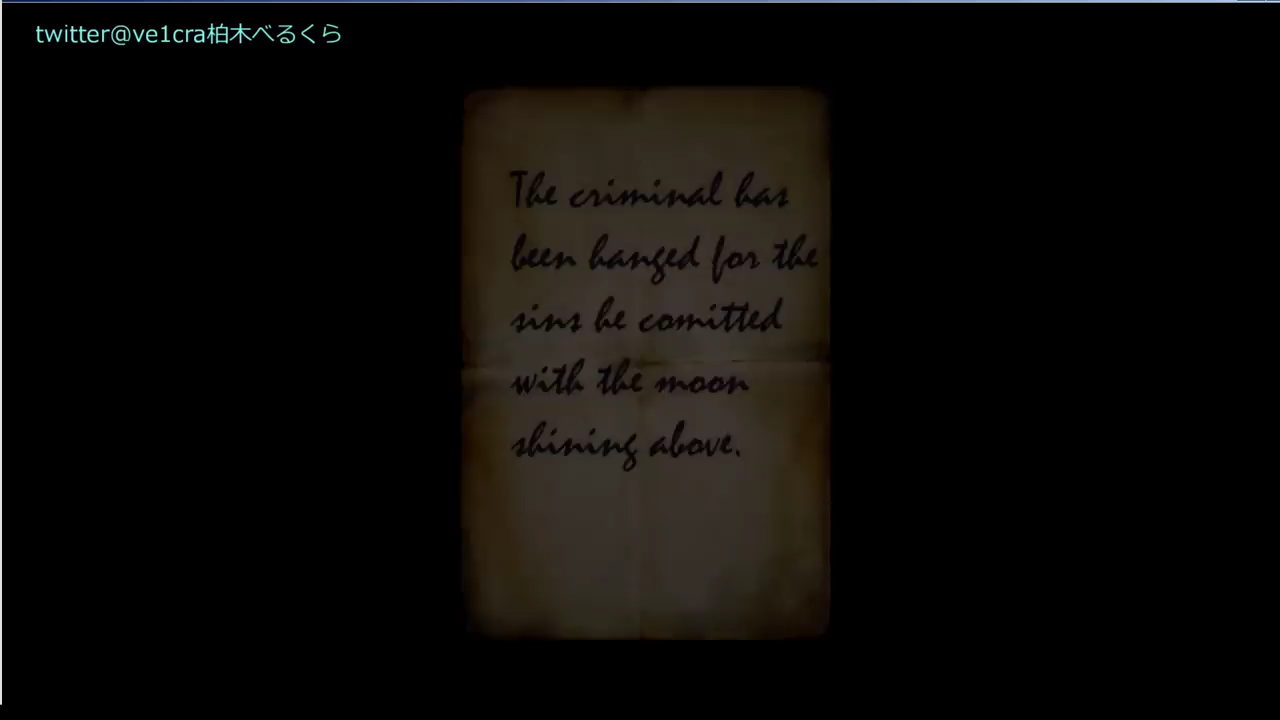 twitter@ve1cra柏木べるくら
The criminal has
been hanged for the
sins he comitted
with the moon
shining above.